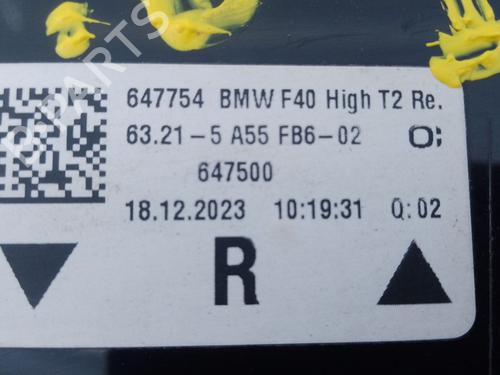 647754 BMW F40 High T2 Re.
63.21-5 A55 FB6-02 O;
647500
18.12.2023 10:19:31 Q:02
R